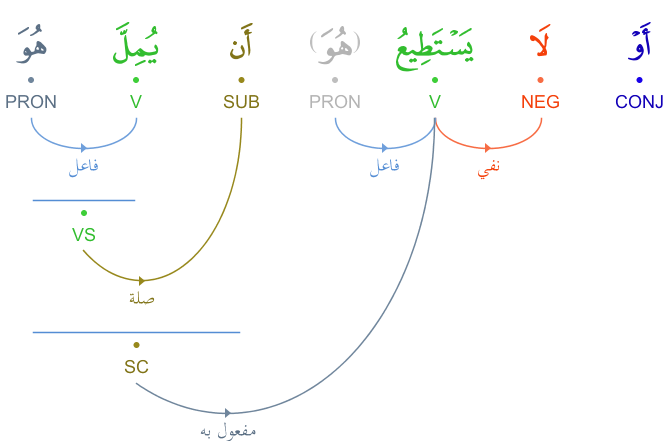 أَوْ لَا يَسْتَطِيعُ (هُوَ) أَن يُمِلَّ هُوَ
CONJ NEG V PRON SUB V PRON
نفي فاعل فاعل
VS
صلة
SC
مفعول به